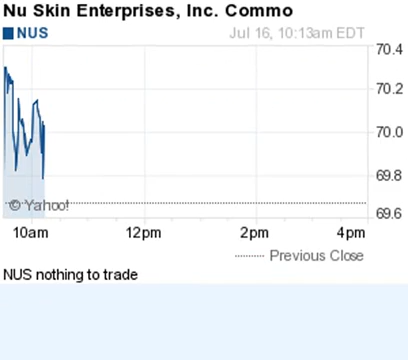 Nu Skin Enterprises, Inc. Commo
NUS Jul 16, 10:13am EDT
70.4
70.2
70.0
69.8
69.6
© Yahoo!
10am 12pm 2pm 4pm
Previous Close
NUS nothing to trade